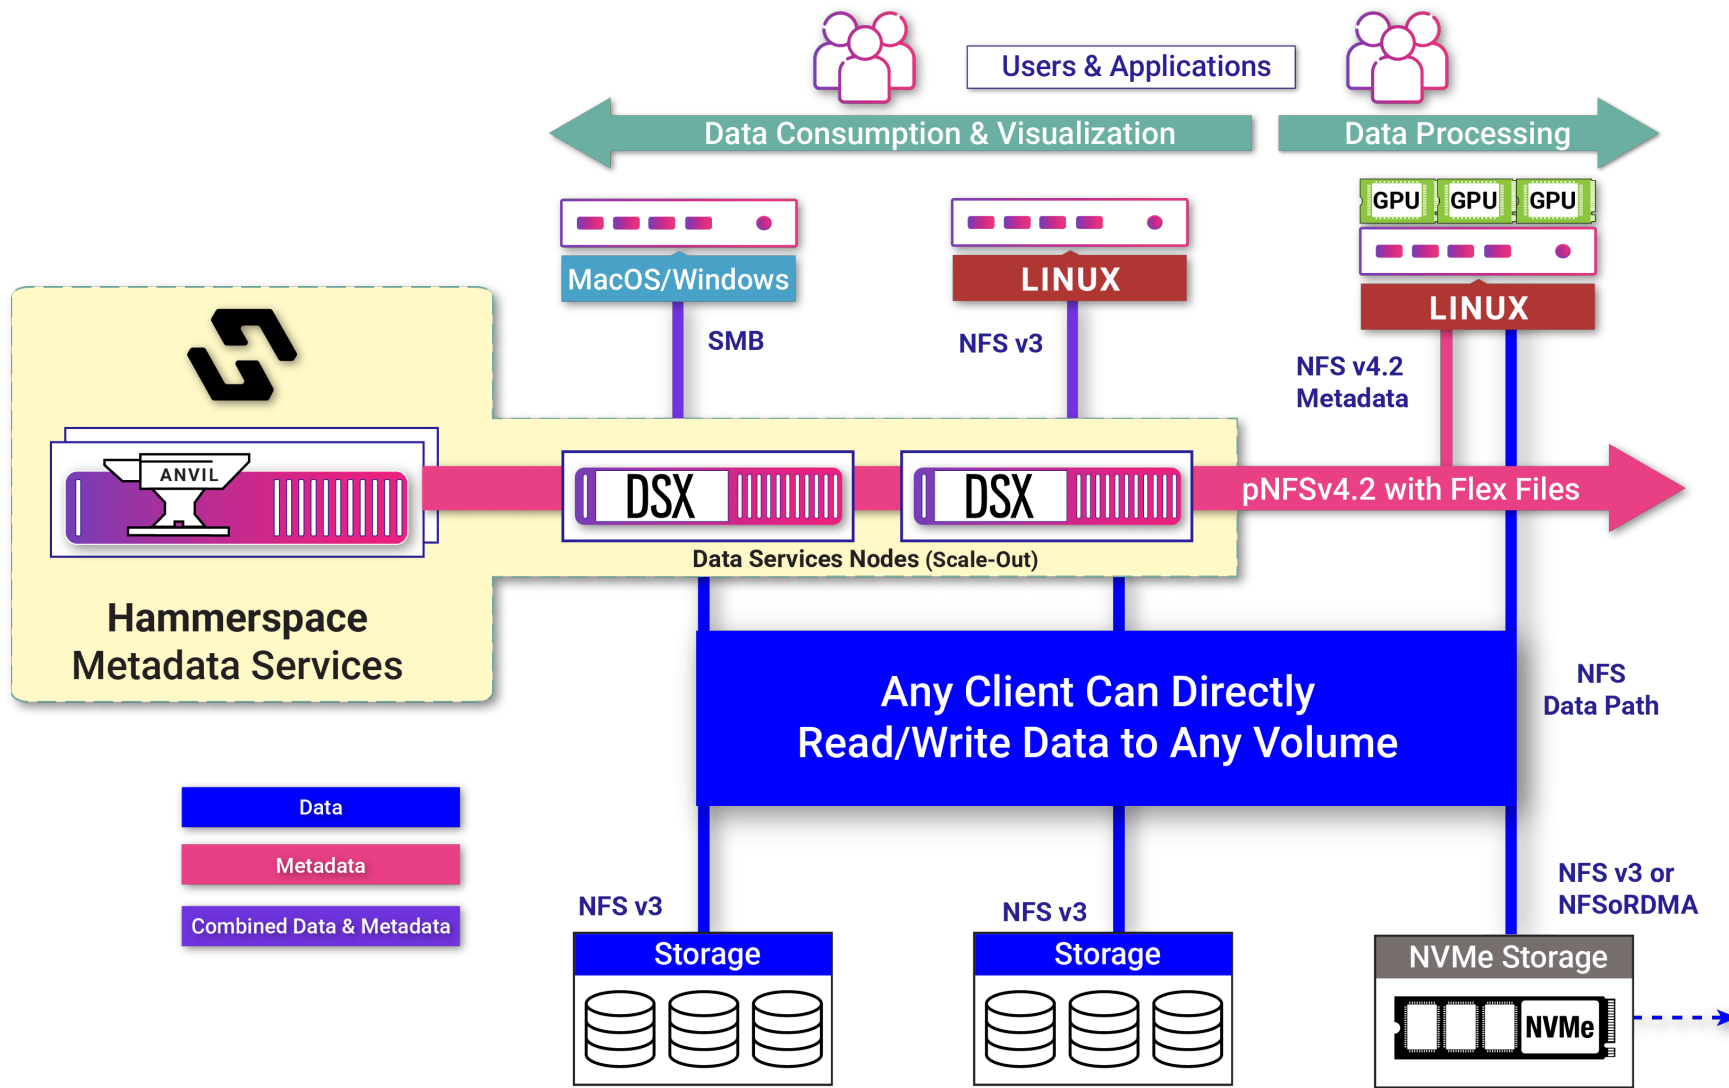 Users & Applications
Data Consumption & Visualization
Data Processing
GPU
GPU
GPU
MacOS/Windows
LINUX
LINUX
SMB
NFS v3
NFS v4.2
Metadata
ANVIL
DSX
DSX
pNFSv4.2 with Flex Files
Data Services Nodes (Scale-Out)
Hammerspace
Metadata Services
Any Client Can Directly
Read/Write Data to Any Volume
NFS
Data Path
Data
Metadata
Combined Data & Metadata
NFS v3
NFS v3
NFS v3 or
NFSoRDMA
Storage
Storage
NVMe Storage
NVMe